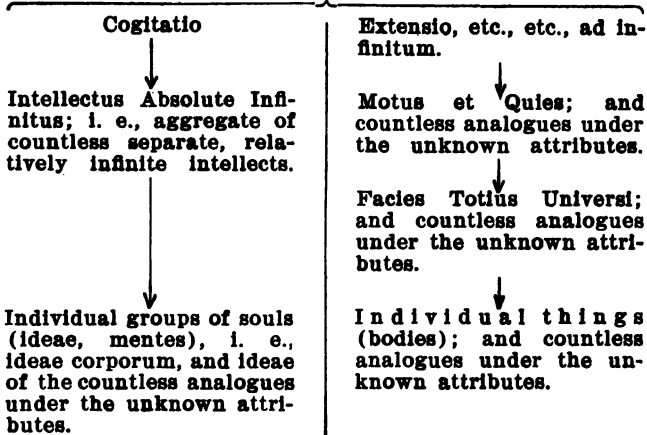 Cogitatio
Intellectus Absolute Infi-
nitus; i. e., aggregate of
countless separate, rela-
tively infinite intellects.
Individual groups of souls
(ideae, mentes), i. e.,
ideae corporum, and ideae
of the countless analogues
under the unknown attri-
butes.
Extensio, etc., etc., ad in-
finitum.
Motus et Quies; and
countless analogues under
the unknown attributes.
Facies Totius Universi;
and countless analogues
under the unknown attri-
butes.
Individual things
(bodies); and countless
analogues under the un-
known attributes.